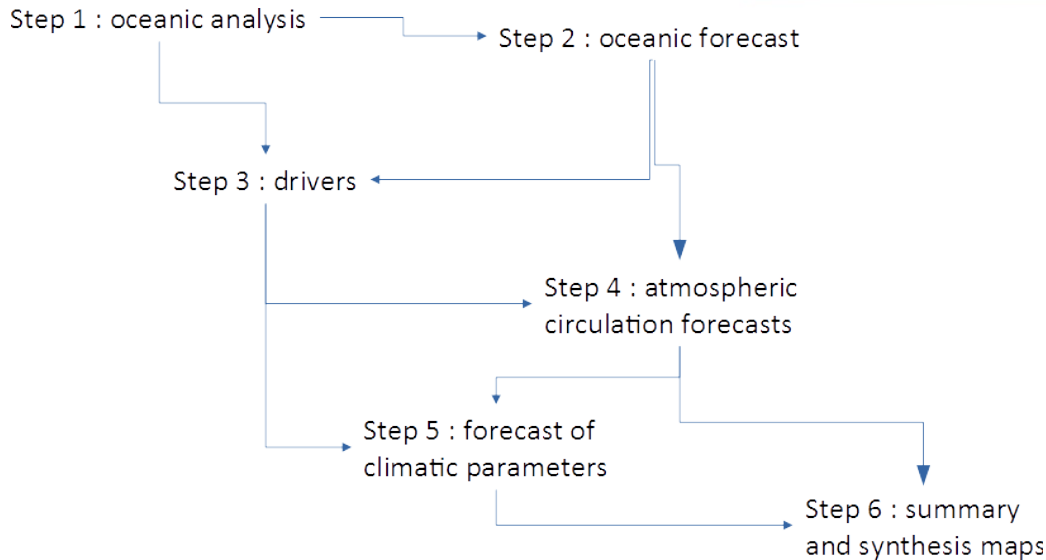 Step 1 : oceanic analysis
Step 2 : oceanic forecast
Step 3 : drivers
Step 4 : atmospheric
circulation forecasts
Step 5 : forecast of
climatic parameters
Step 6 : summary
and synthesis maps